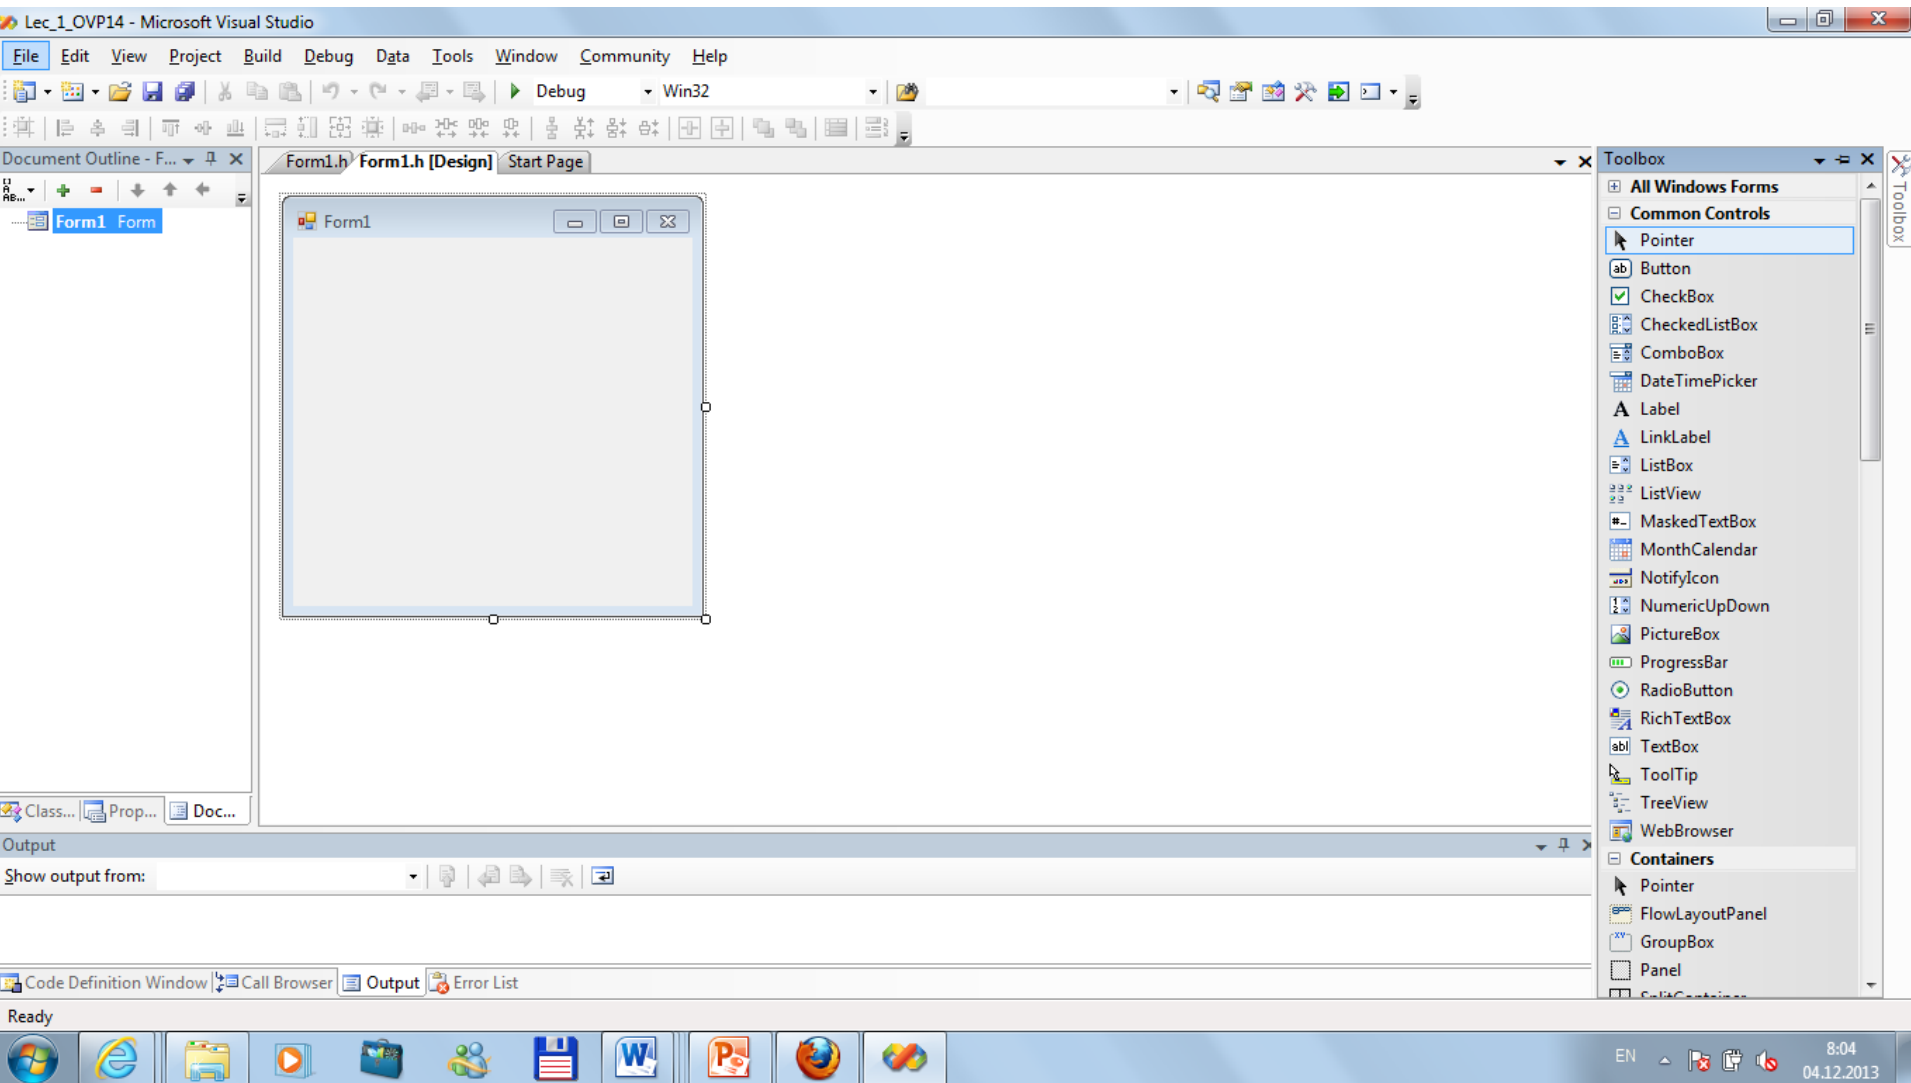 Lec_1_OVP14 - Microsoft Visual Studio
File Edit View Project Build Debug Data Tools Window Community Help
Debug Win32
Document Outline - F...
Form1.h Form1.h [Design] Start Page
Toolbox
Toolbox
Form1 Form
Form1
All Windows Forms
Common Controls
Pointer
Button
CheckBox
CheckedListBox
ComboBox
DateTimePicker
Label
LinkLabel
ListBox
ListView
MaskedTextBox
MonthCalendar
NotifyIcon
NumericUpDown
PictureBox
ProgressBar
RadioButton
RichTextBox
TextBox
ToolTip
TreeView
WebBrowser
Containers
Pointer
FlowLayoutPanel
GroupBox
Panel
Class... Prop... Doc...
Output
Show output from:
Code Definition Window Call Browser Output Error List
Ready
EN
8:04
04.12.2013